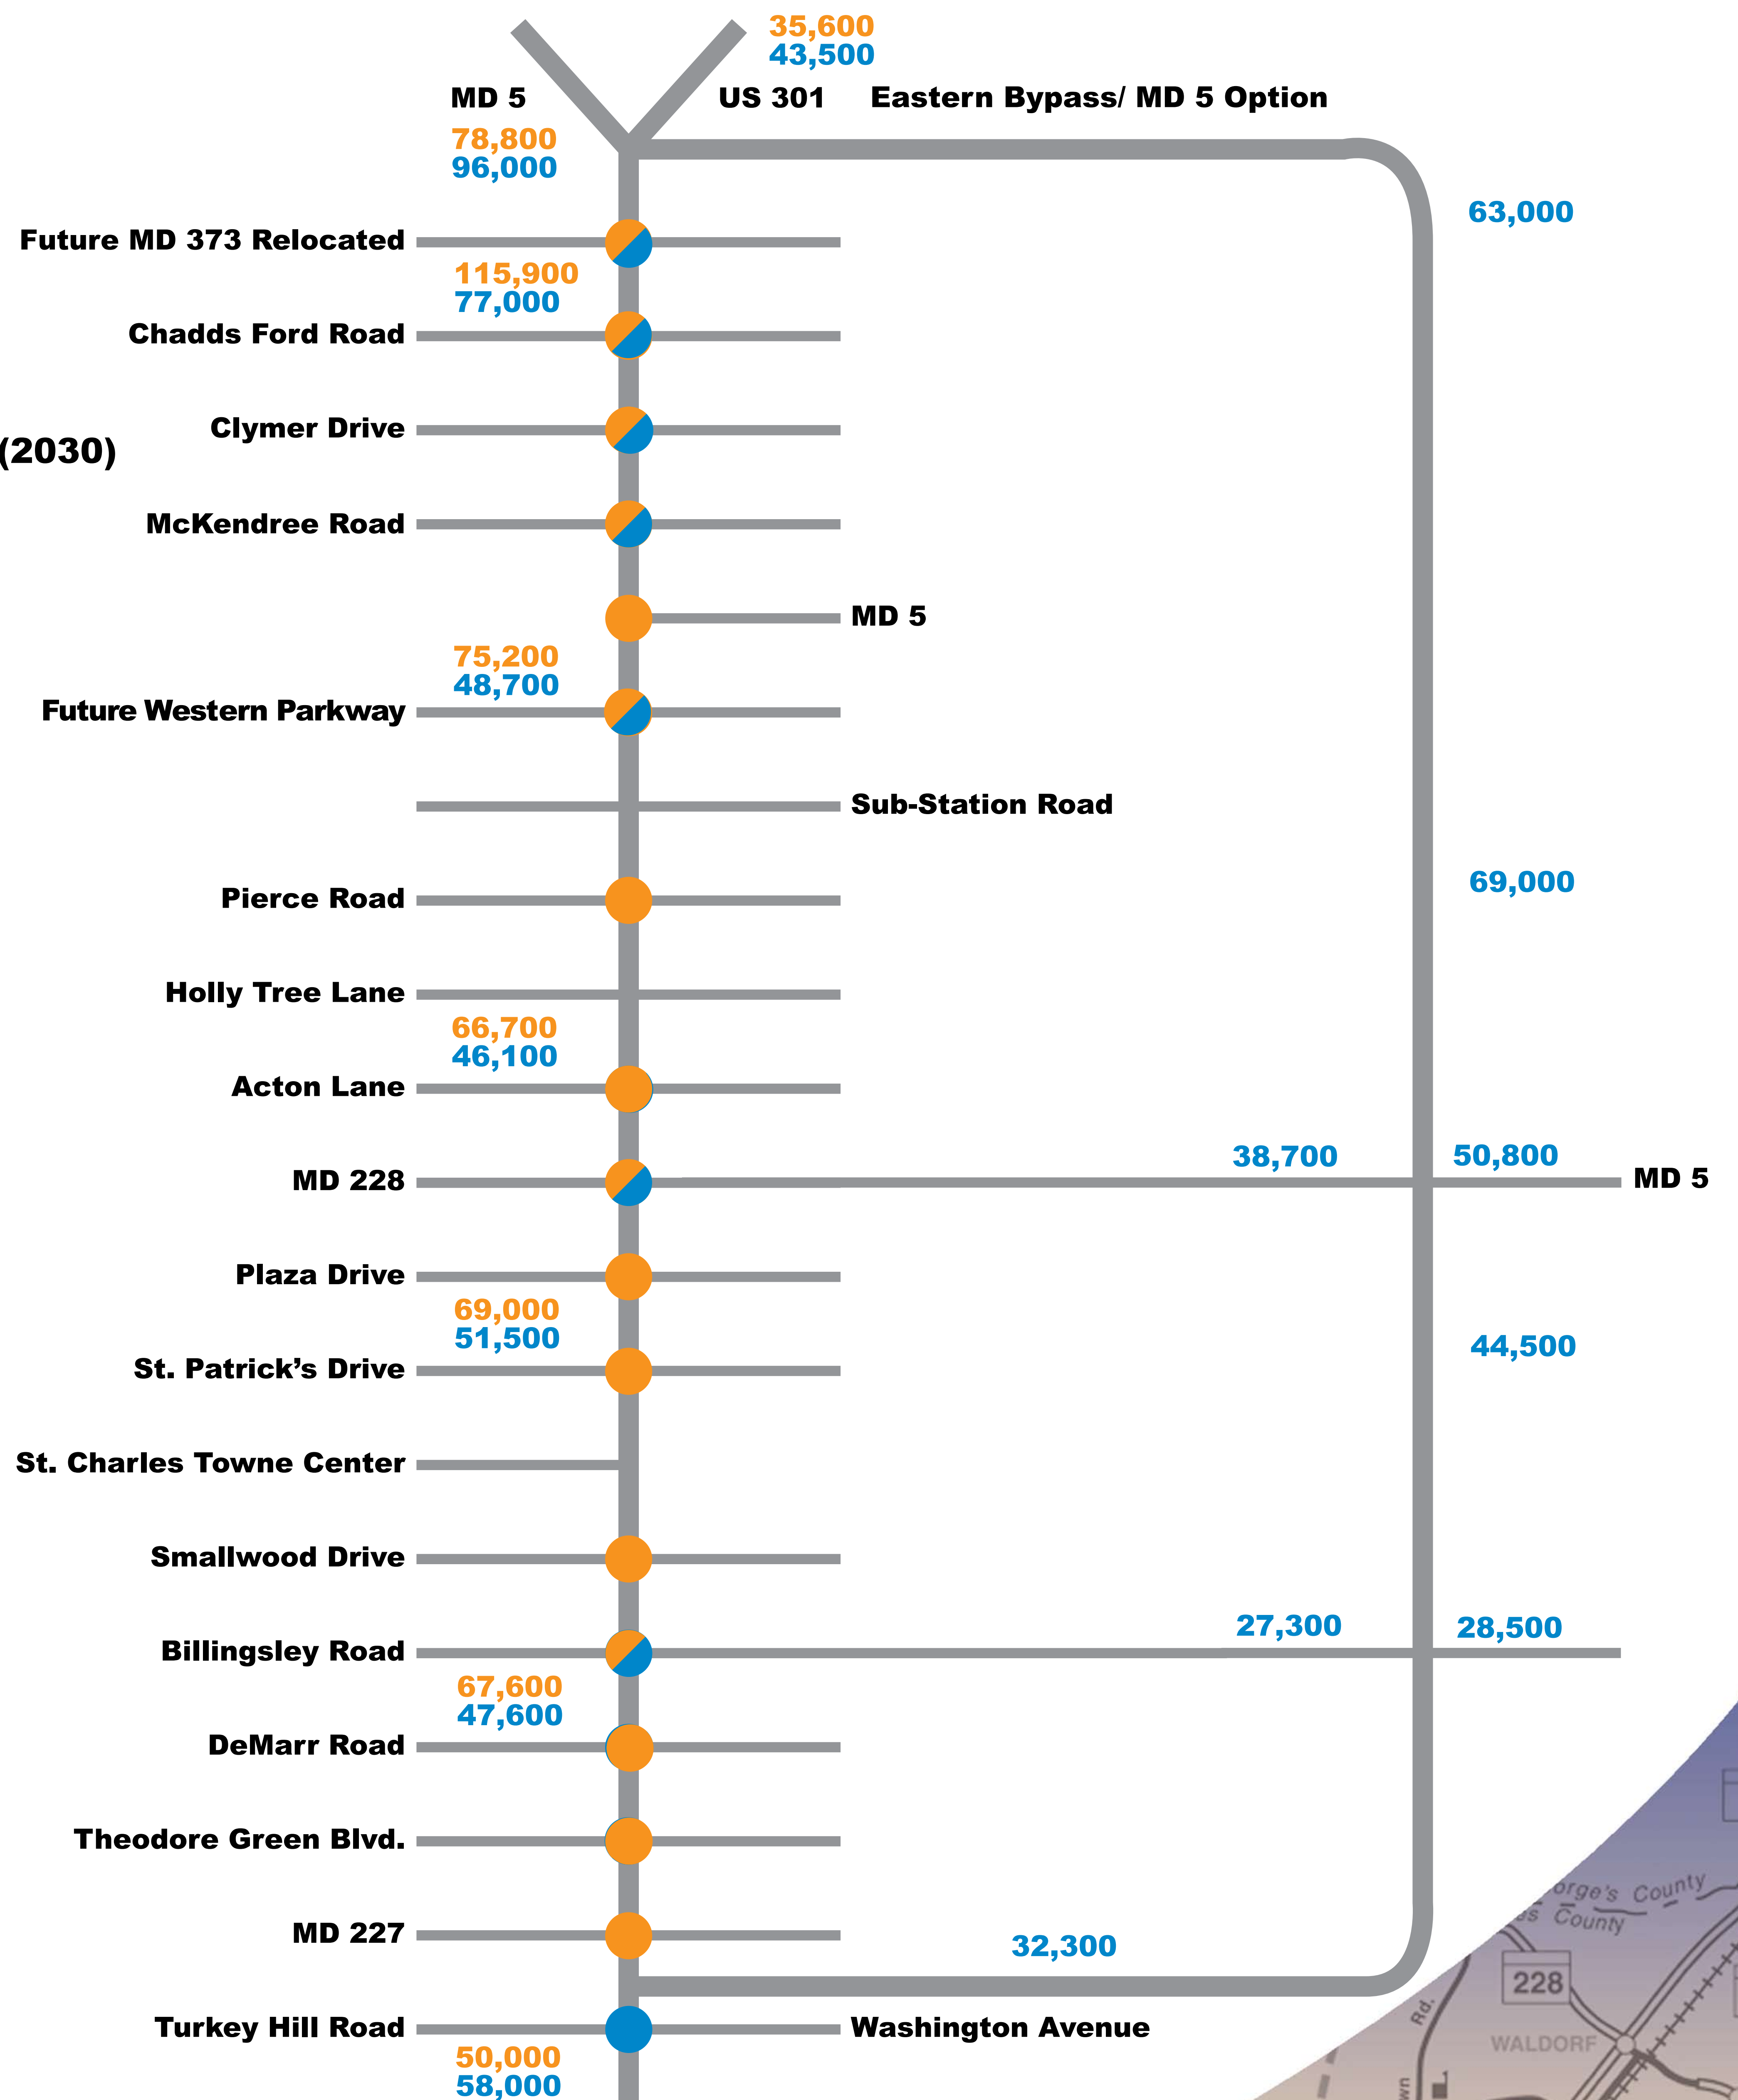 35,600
43,500
MD 5
US 301
Eastern Bypass/ MD 5 Option
78,800
96,000
63,000
Future MD 373 Relocated
115,900
77,000
Chadds Ford Road
Clymer Drive
(2030)
McKendree Road
MD 5
75,200
48,700
Future Western Parkway
Sub-Station Road
69,000
Pierce Road
Holly Tree Lane
66,700
46,100
Acton Lane
38,700
50,800
MD 228
MD 5
Plaza Drive
69,000
51,500
44,500
St. Patrick’s Drive
St. Charles Towne Center
Smallwood Drive
27,300
28,500
Billingsley Road
67,600
47,600
DeMarr Road
Theodore Green Blvd.
orge's County
es County
MD 227
32,300
228
Rd.
Turkey Hill Road
Washington Avenue
WALDORF
50,000
58,000
wn